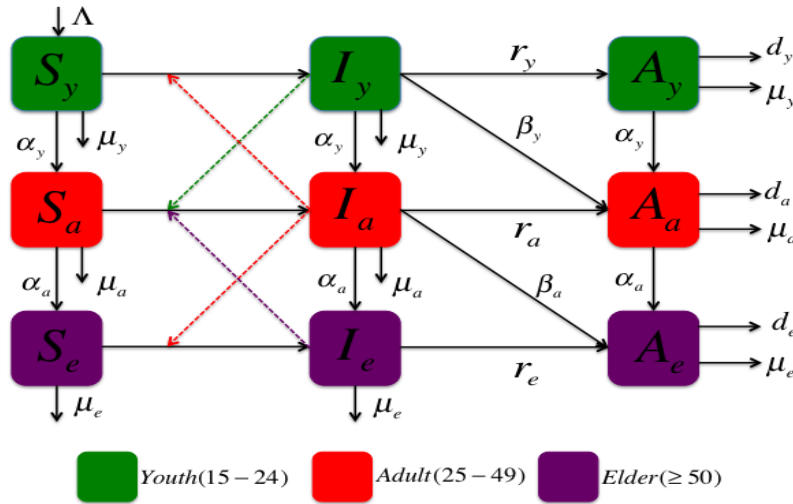 Λ
S_y I_y r_y A_y d_y
μ_y
α_y μ_y α_y μ_y β_y α_y
S_a I_a r_a A_a d_a
μ_a
α_a μ_a α_a μ_a β_a α_a
S_e I_e r_e A_e d_e
μ_e
μ_e μ_e
Youth(15−24) Adult(25−49) Elder(≥50)